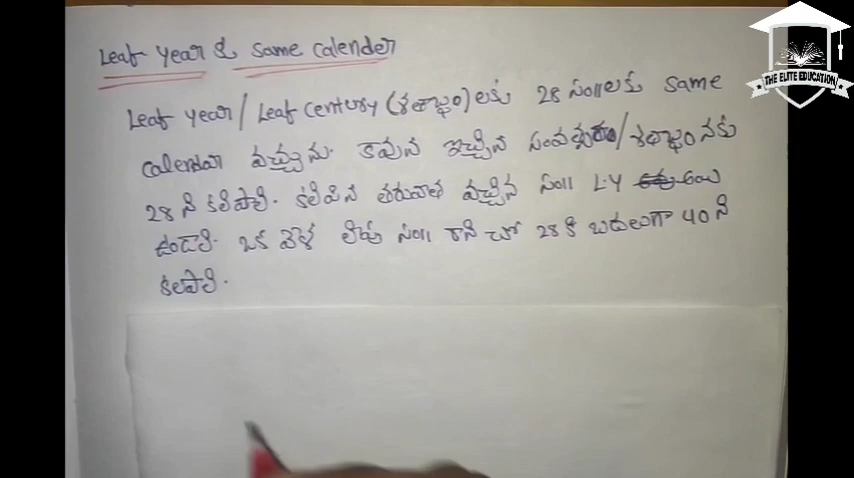 Leaf year & same calender
Leaf year / Leaf century (శతాబ్దం) లకు 28 సం॥లకు same
calendar వచ్చును. కావున ఇచ్చిన సంవత్సరం/శతాబ్దం నకు
28 ని కలపాలి. కలిపిన తరువాత వచ్చిన సం॥ L.Y అయి
ఉండాలి. ఒక వేళ లీపు సం॥ కాని చో 28 కి బదులుగా 40 ని
కలపాలి.
THE ELITE EDUCATION